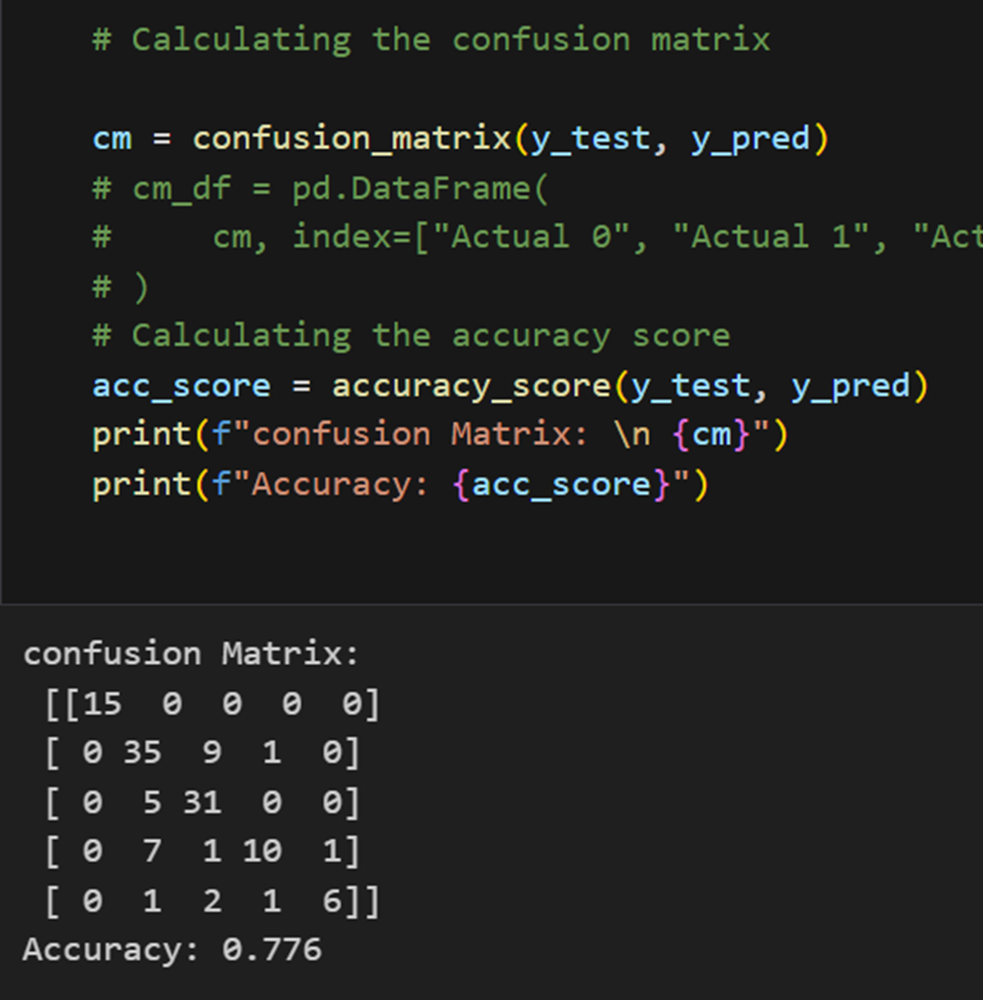 # Calculating the confusion matrix
cm = confusion_matrix(y_test, y_pred)
# cm_df = pd.DataFrame(
#     cm, index=["Actual 0", "Actual 1", "Act
# )
# Calculating the accuracy score
acc_score = accuracy_score(y_test, y_pred)
print(f"confusion Matrix: \n {cm}")
print(f"Accuracy: {acc_score}")
confusion Matrix:
 [[15  0  0  0  0]
 [ 0 35  9  1  0]
 [ 0  5 31  0  0]
 [ 0  7  1 10  1]
 [ 0  1  2  1  6]]
Accuracy: 0.776